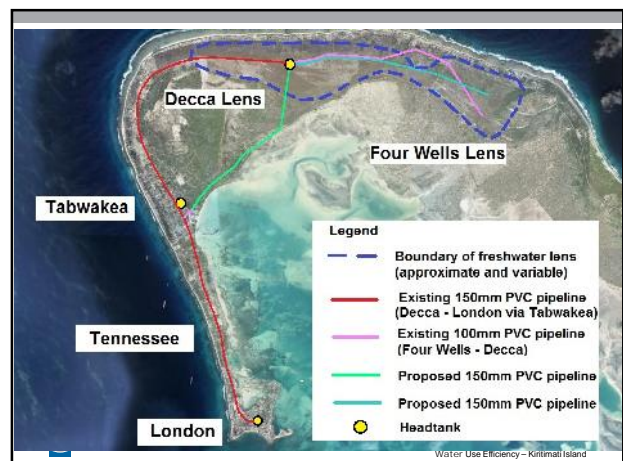 Decca Lens
Four Wells Lens
Tabwakea
Tennessee
London
Legend
Boundary of freshwater lens
(approximate and variable)
Existing 150mm PVC pipeline
(Decca - London via Tabwakea)
Existing 100mm PVC pipeline
(Four Wells - Decca)
Proposed 150mm PVC pipeline
Proposed 150mm PVC pipeline
Headtank
Water Use Efficiency – Kiritimati Island